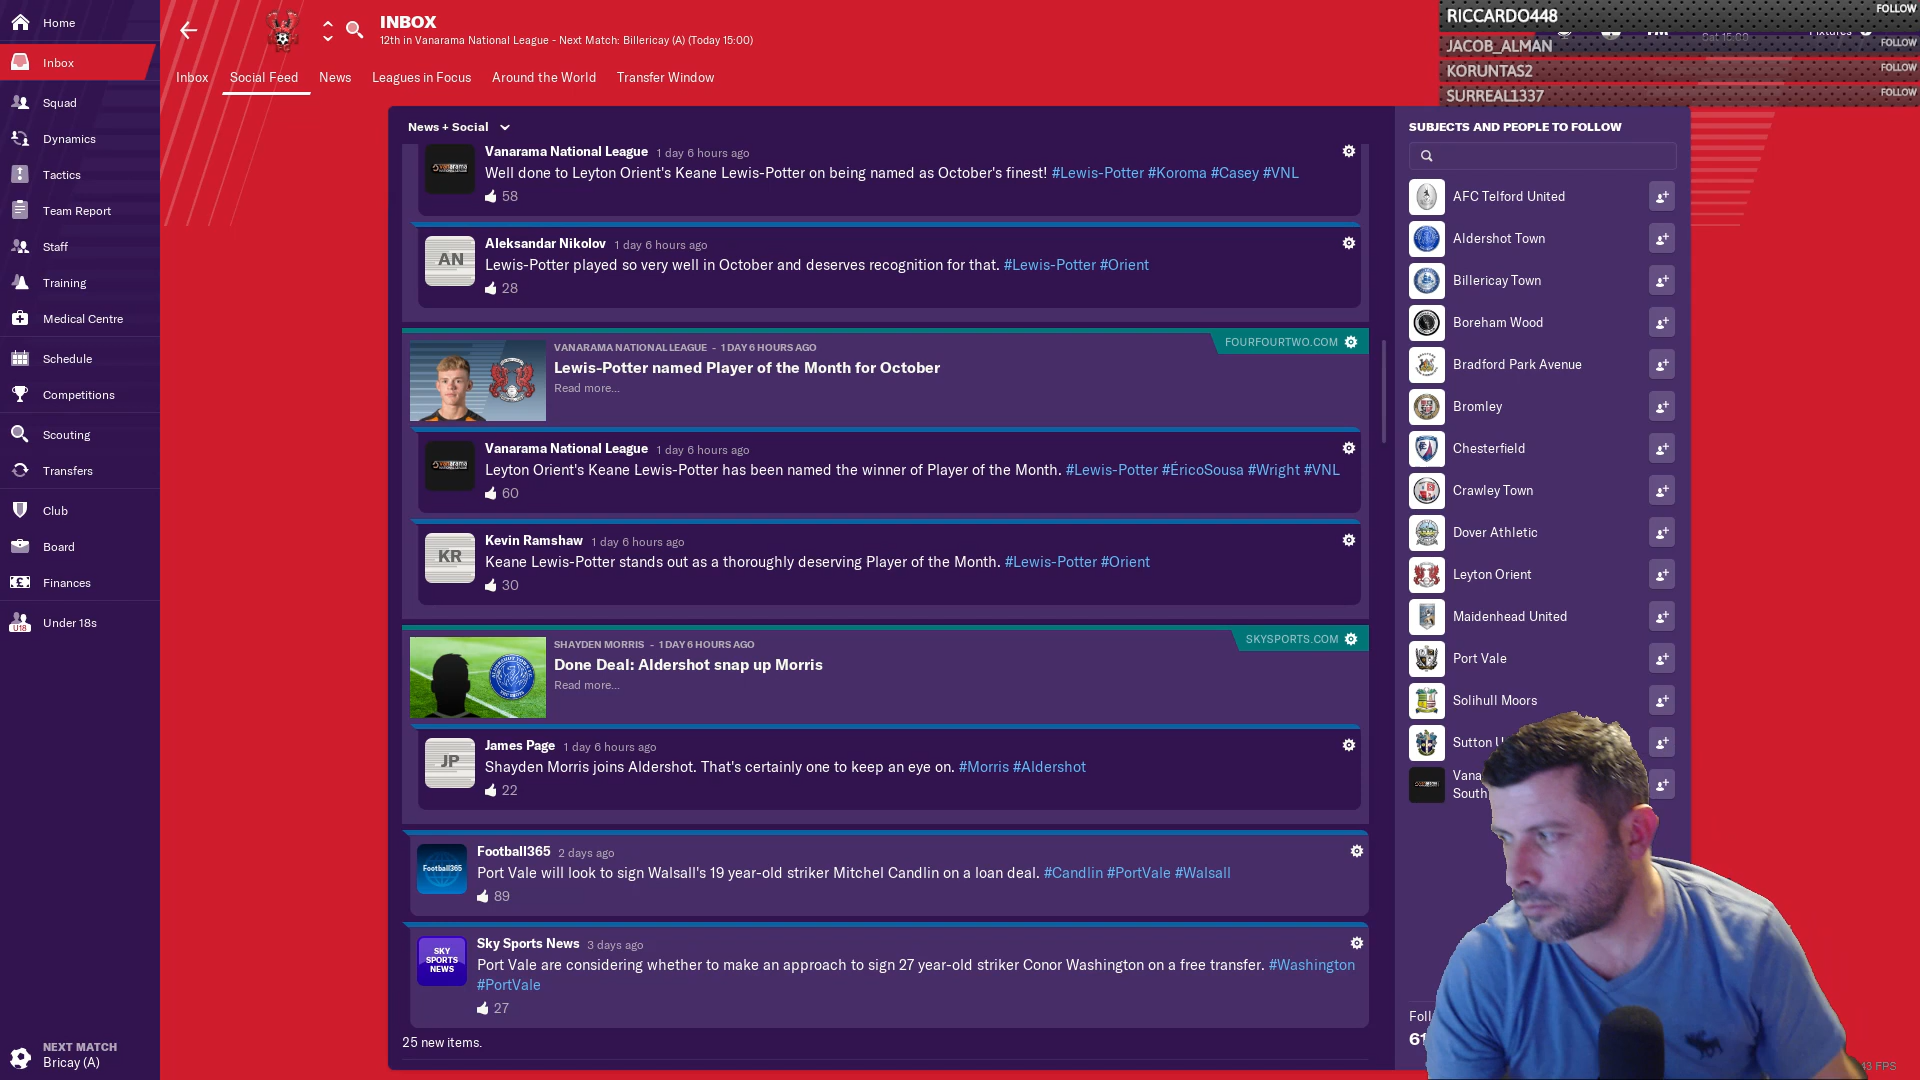 Home
Inbox
Squad
Dynamics
Tactics
Team Report
Staff
Training
Medical Centre
Schedule
Competitions
Scouting
Transfers
Club
Board
Finances
U18
Under 18s
NEXT MATCH
Bricay (A)
INBOX
12th in Vanarama National League - Next Match: Billericay (A) (Today 15:00)
Inbox Social Feed News Leagues in Focus Around the World Transfer Window
RICCARDO448 FOLLOW
JACOB_ALMAN FOLLOW
KORUNTAS2 FOLLOW
SURREAL1337 FOLLOW
News + Social
Vanarama National League 1 day 6 hours ago
Well done to Leyton Orient's Keane Lewis-Potter on being named as October's finest! #Lewis-Potter #Koroma #Casey #VNL
58
AN
Aleksandar Nikolov 1 day 6 hours ago
Lewis-Potter played so very well in October and deserves recognition for that. #Lewis-Potter #Orient
28
VANARAMA NATIONAL LEAGUE - 1 DAY 6 HOURS AGO
FOURFOURTWO.COM
Lewis-Potter named Player of the Month for October
Read more...
Vanarama National League 1 day 6 hours ago
Leyton Orient's Keane Lewis-Potter has been named the winner of Player of the Month. #Lewis-Potter #ÉricoSousa #Wright #VNL
60
KR
Kevin Ramshaw 1 day 6 hours ago
Keane Lewis-Potter stands out as a thoroughly deserving Player of the Month. #Lewis-Potter #Orient
30
SHAYDEN MORRIS - 1 DAY 6 HOURS AGO
SKYSPORTS.COM
Done Deal: Aldershot snap up Morris
Read more...
JP
James Page 1 day 6 hours ago
Shayden Morris joins Aldershot. That's certainly one to keep an eye on. #Morris #Aldershot
22
Football365
Football365 2 days ago
Port Vale will look to sign Walsall's 19 year-old striker Mitchel Candlin on a loan deal. #Candlin #PortVale #Walsall
89
SKY
SPORTS
NEWS
Sky Sports News 3 days ago
Port Vale are considering whether to make an approach to sign 27 year-old striker Conor Washington on a free transfer. #Washington
#PortVale
27
25 new items.
SUBJECTS AND PEOPLE TO FOLLOW
AFC Telford United
Aldershot Town
Billericay Town
Boreham Wood
Bradford Park Avenue
Bromley
Chesterfield
Crawley Town
Dover Athletic
Leyton Orient
Maidenhead United
Port Vale
Solihull Moors
Sutton U
Vana
South
Foll
43 FPS